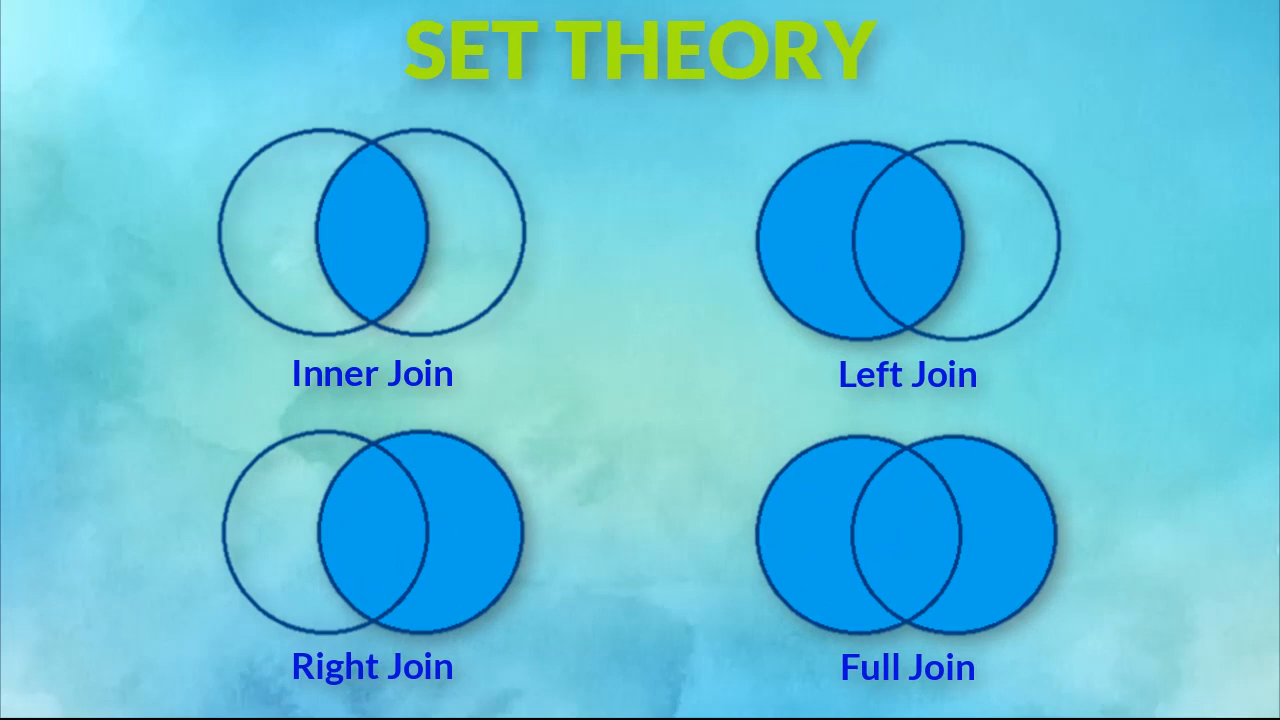 SET THEORY
Inner Join
Left Join
Right Join
Full Join